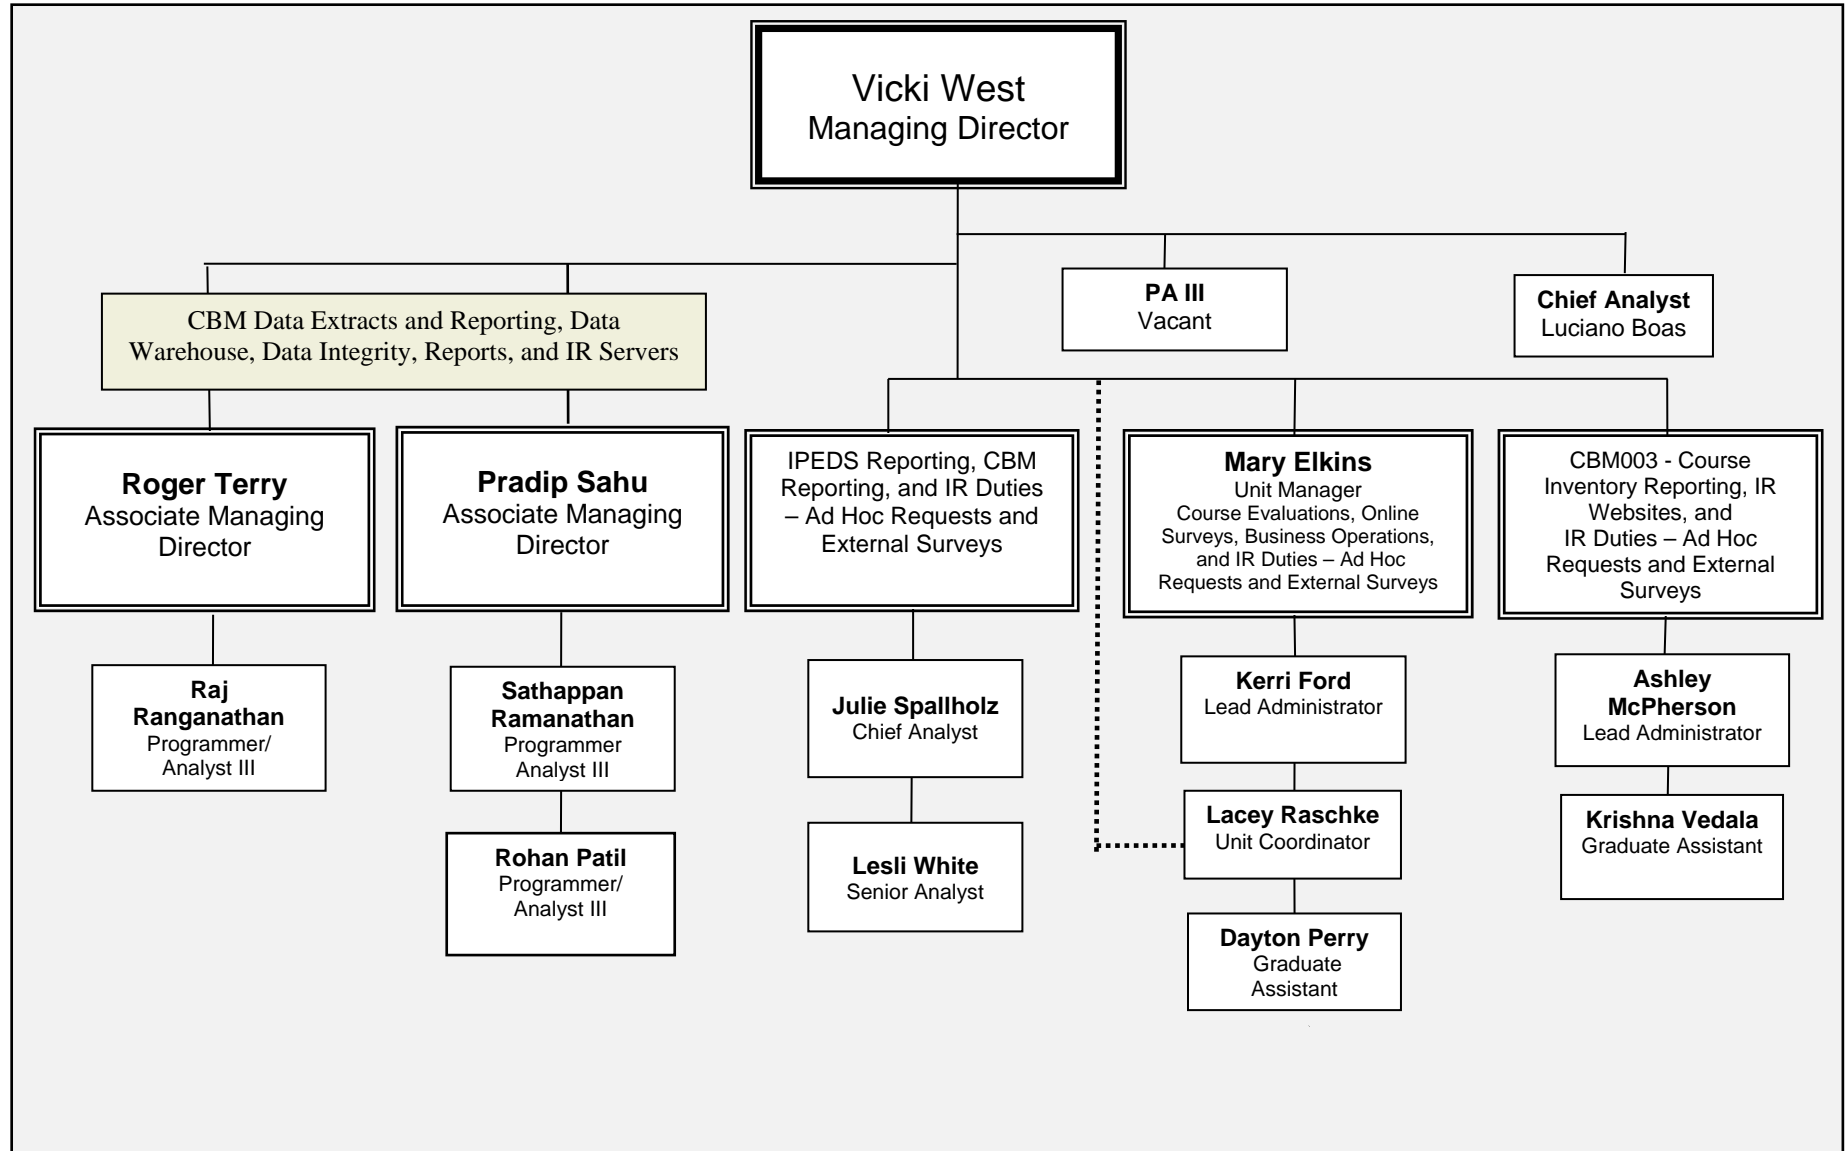 Vicki West
Managing Director
PA III
Vacant
Chief Analyst
Luciano Boas
CBM Data Extracts and Reporting, Data
Warehouse, Data Integrity, Reports, and IR Servers
Roger Terry
Associate Managing
Director
Pradip Sahu
Associate Managing
Director
IPEDS Reporting, CBM
Reporting, and IR Duties
– Ad Hoc Requests and
External Surveys
Mary Elkins
Unit Manager
Course Evaluations, Online
Surveys, Business Operations,
and IR Duties – Ad Hoc
Requests and External Surveys
CBM003 - Course
Inventory Reporting, IR
Websites, and
IR Duties – Ad Hoc
Requests and External
Surveys
Raj
Ranganathan
Programmer/
Analyst III
Sathappan
Ramanathan
Programmer
Analyst III
Julie Spallholz
Chief Analyst
Kerri Ford
Lead Administrator
Ashley
McPherson
Lead Administrator
Rohan Patil
Programmer/
Analyst III
Lesli White
Senior Analyst
Lacey Raschke
Unit Coordinator
Krishna Vedala
Graduate Assistant
Dayton Perry
Graduate
Assistant